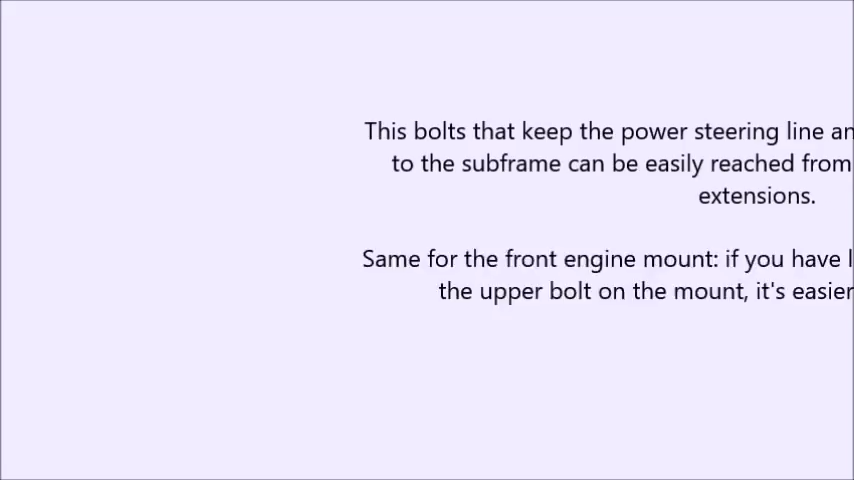 This bolts that keep the power steering line an
to the subframe can be easily reached from
extensions.
Same for the front engine mount: if you have l
the upper bolt on the mount, it's easier